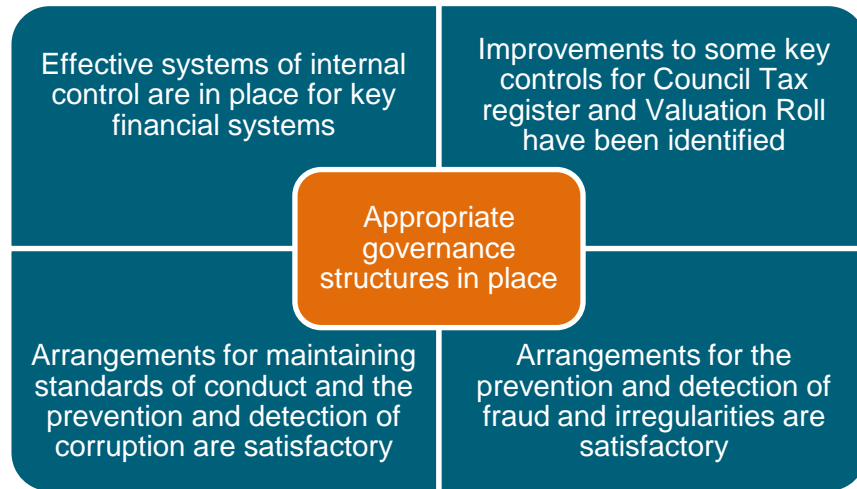 Effective systems of internal
control are in place for key
financial systems
Improvements to some key
controls for Council Tax
register and Valuation Roll
have been identified
Appropriate
governance
structures in place
Arrangements for maintaining
standards of conduct and the
prevention and detection of
corruption are satisfactory
Arrangements for the
prevention and detection of
fraud and irregularities are
satisfactory